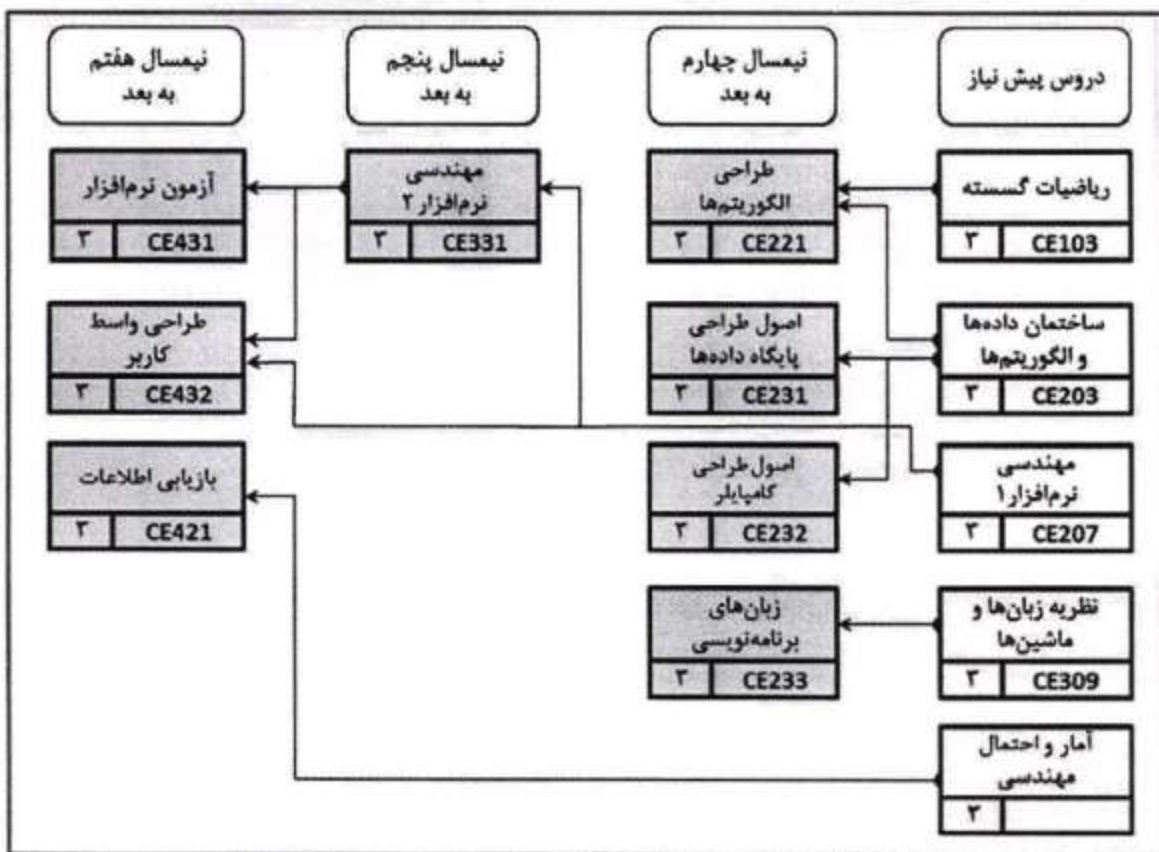 دروس پیش نیاز
نیمسال چهارم
به بعد
نیمسال پنجم
به بعد
نیمسال هفتم
به بعد
ریاضیات گسسته
۳ CE103
طراحی
الگوریتم‌ها
۳ CE221
مهندسی
نرم‌افزار ۲
۳ CE331
آزمون نرم‌افزار
۳ CE431
ساختمان داده‌ها
و الگوریتم‌ها
۳ CE203
اصول طراحی
پایگاه داده‌ها
۳ CE231
طراحی واسط
کاربر
۳ CE432
مهندسی
نرم‌افزار ۱
۳ CE207
اصول طراحی
کامپایلر
۳ CE232
بازیابی اطلاعات
۳ CE421
نظریه زبان‌ها و
ماشین‌ها
۳ CE309
زبان‌های
برنامه‌نویسی
۳ CE233
آمار و احتمال
مهندسی
۳